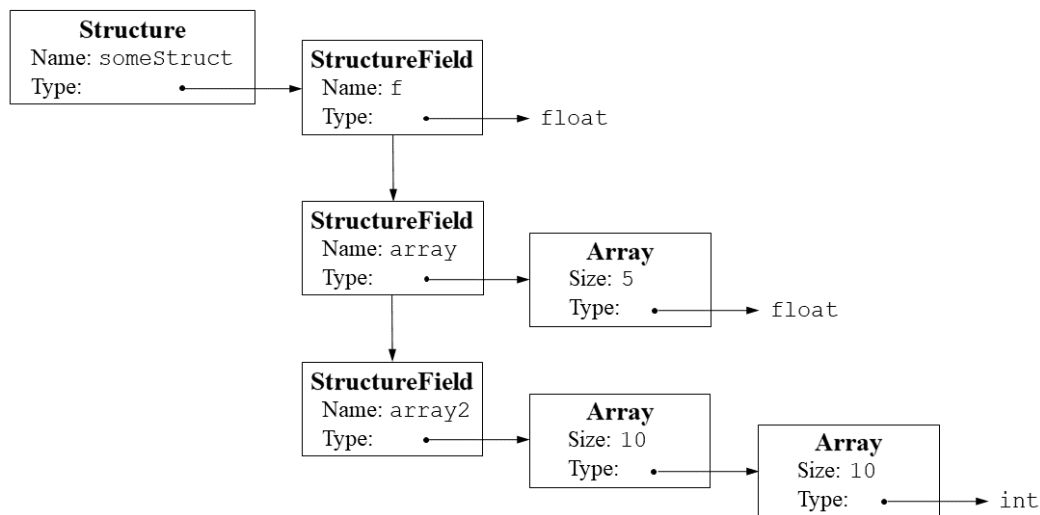 Structure
Name: someStruct
Type:
StructureField
Name: f
Type:
float
StructureField
Name: array
Type:
Array
Size: 5
Type:
float
StructureField
Name: array2
Type:
Array
Size: 10
Type:
Array
Size: 10
Type:
int